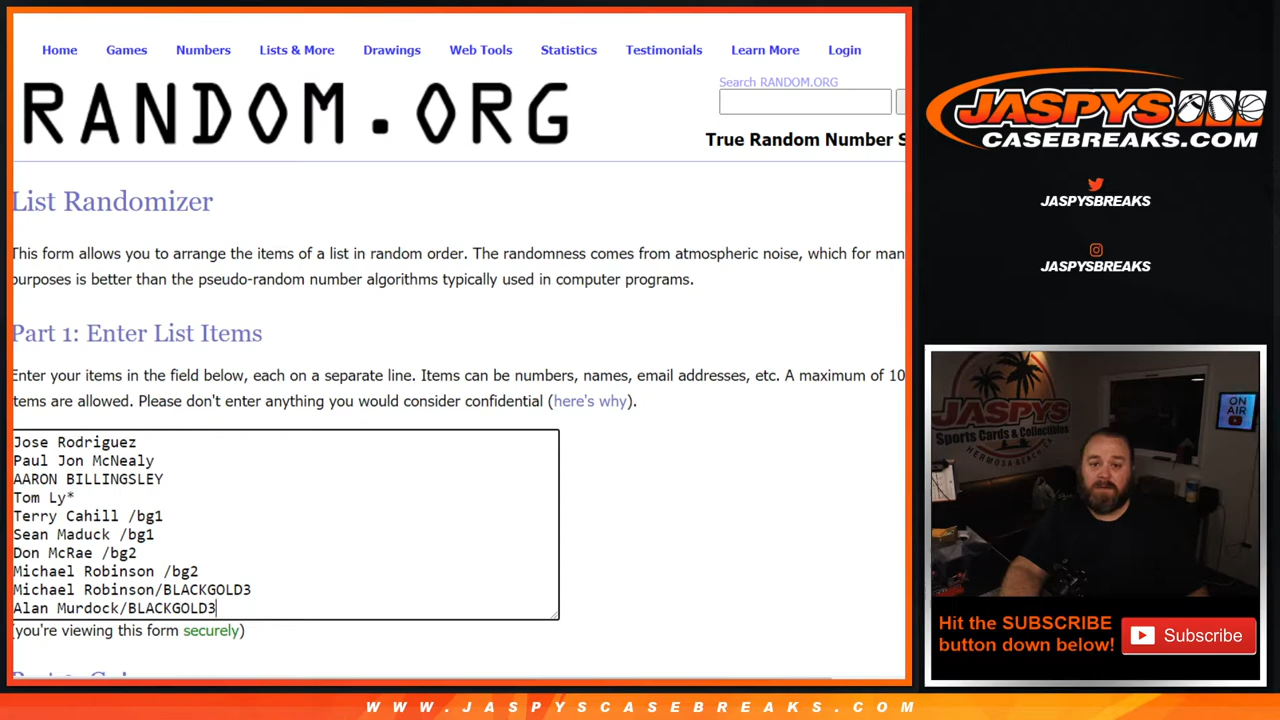 Home Games Numbers Lists & More Drawings Web Tools Statistics Testimonials Learn More Login
RANDOM.ORG
Search RANDOM.ORG
True Random Number S
List Randomizer
This form allows you to arrange the items of a list in random order. The randomness comes from atmospheric noise, which for man
purposes is better than the pseudo-random number algorithms typically used in computer programs.
Part 1: Enter List Items
Enter your items in the field below, each on a separate line. Items can be numbers, names, email addresses, etc. A maximum of 10
items are allowed. Please don't enter anything you would consider confidential (here's why).
Jose Rodriguez
Paul Jon McNealy
AARON BILLINGSLEY
Tom Ly*
Terry Cahill /bg1
Sean Maduck /bg1
Don McRae /bg2
Michael Robinson /bg2
Michael Robinson/BLACKGOLD3
Alan Murdock/BLACKGOLD3
(you're viewing this form securely)
JASPYS
CASEBREAKS.COM
JASPYSBREAKS
JASPYSBREAKS
JASPYS
Sports Cards & Collectibles
HERMOSA BEACH, CA
ON
AIR
Hit the SUBSCRIBE
button down below!
Subscribe
WWW.JASPYSCASEBREAKS.COM